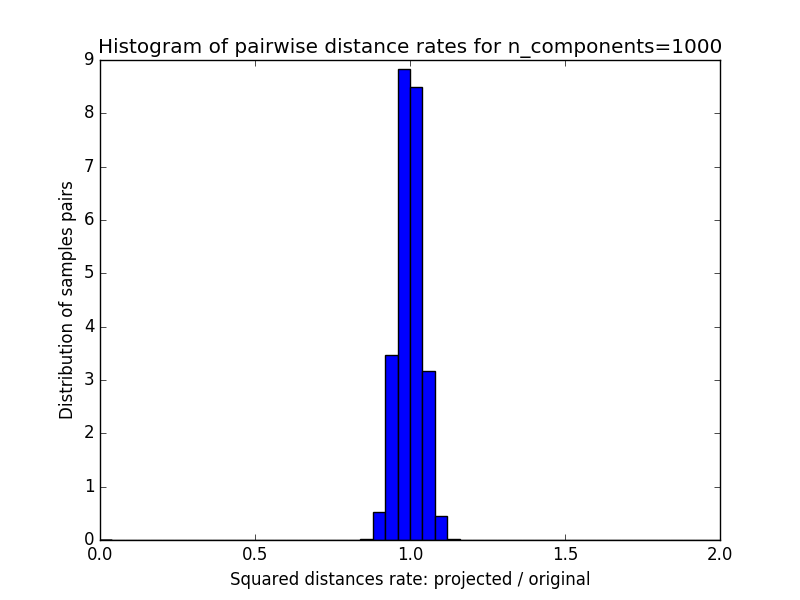 Histogram of pairwise distance rates for n_components=1000
9
8
7
6
5
4
3
2
1
0
Distribution of samples pairs
0.0 0.5 1.0 1.5 2.0
Squared distances rate: projected / original